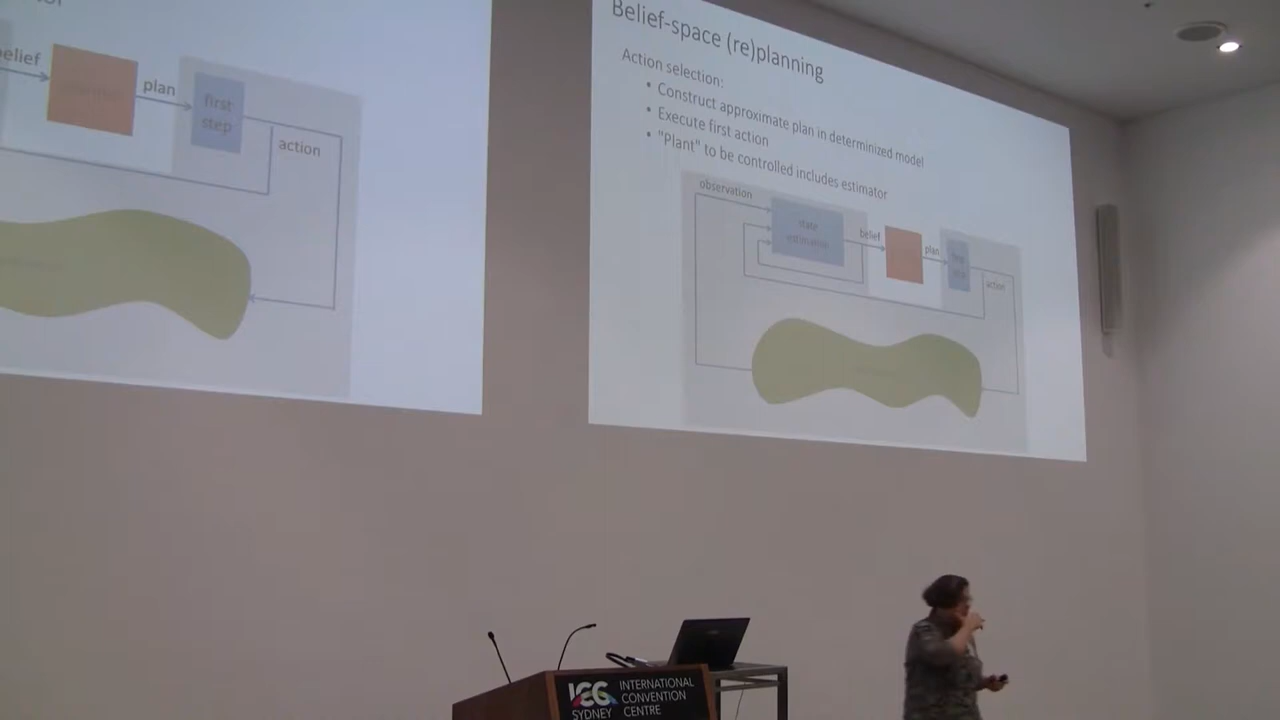 belief
plan
first
step
action
Belief-space (re)planning
Action selection:
• Construct approximate plan in determinized model
• Execute first action
• "Plant" to be controlled includes estimator
observation
state
estimation
belief
plan
action
ICC
SYDNEY
INTERNATIONAL
CONVENTION
CENTRE